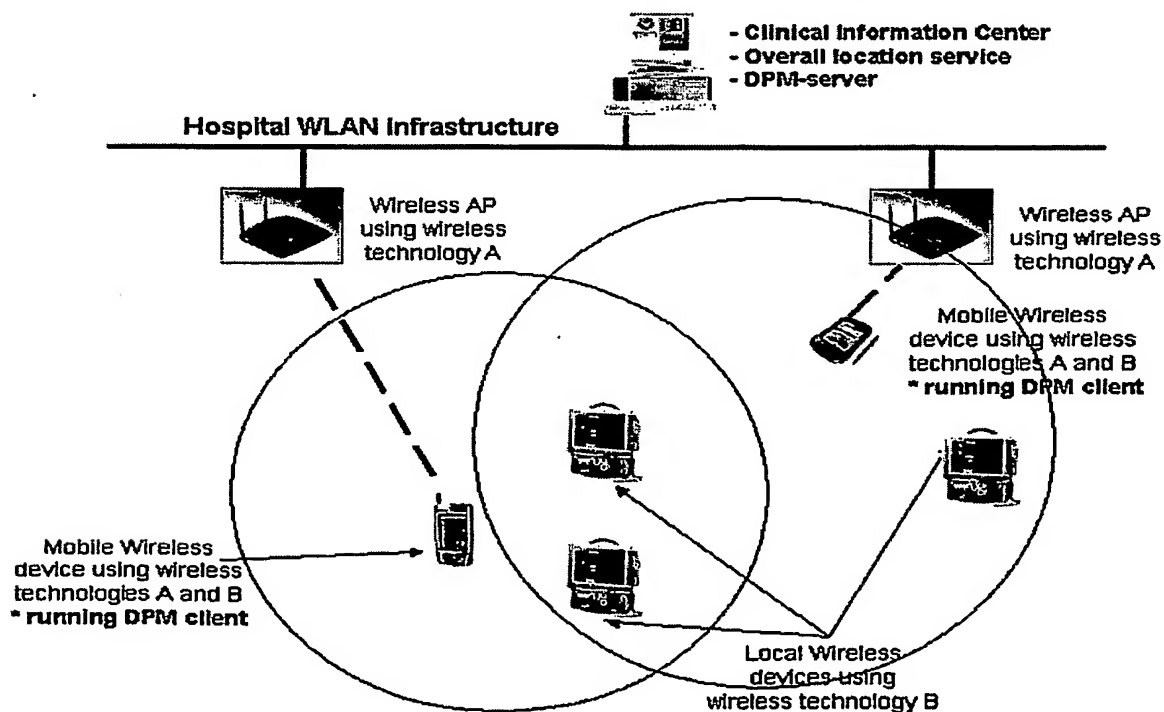 - Clinical Information Center
- Overall location service
- DPM-server
Hospital WLAN Infrastructure
Wireless AP
using wireless
technology A
Wireless AP
using wireless
technology A
Mobile Wireless
device using wireless
technologies A and B
* running DPM client
Mobile Wireless
device using wireless
technologies A and B
* running DPM client
Local Wireless
devices using
wireless technology B